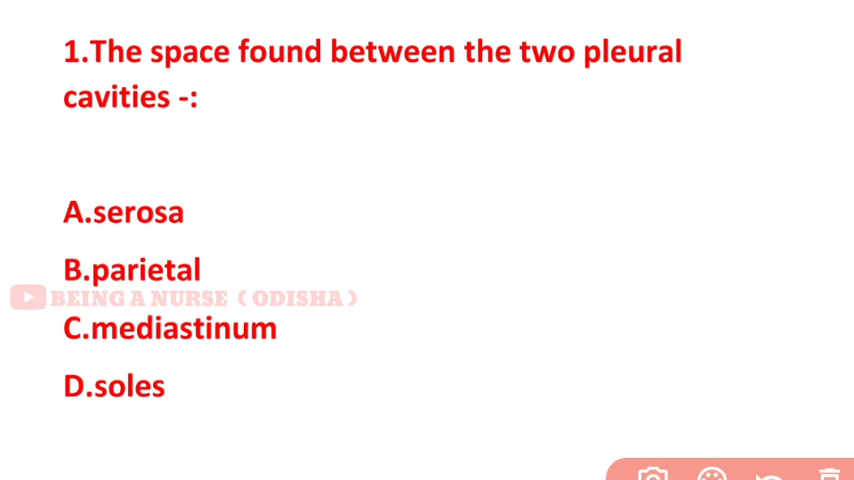 1.The space found between the two pleural
cavities -:
A.serosa
B.parietal
BEING A NURSE ( ODISHA )
C.mediastinum
D.soles